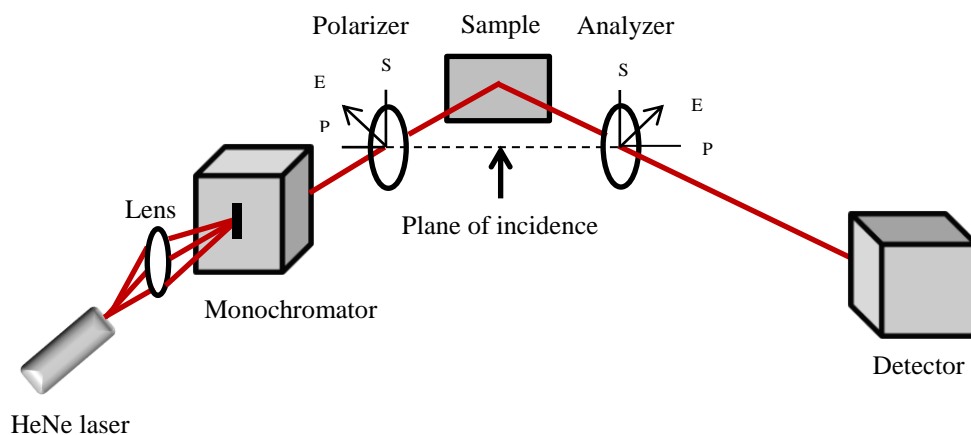 Polarizer
Sample
Analyzer
S
S
E
E
P
P
Lens
Plane of incidence
Monochromator
Detector
HeNe laser